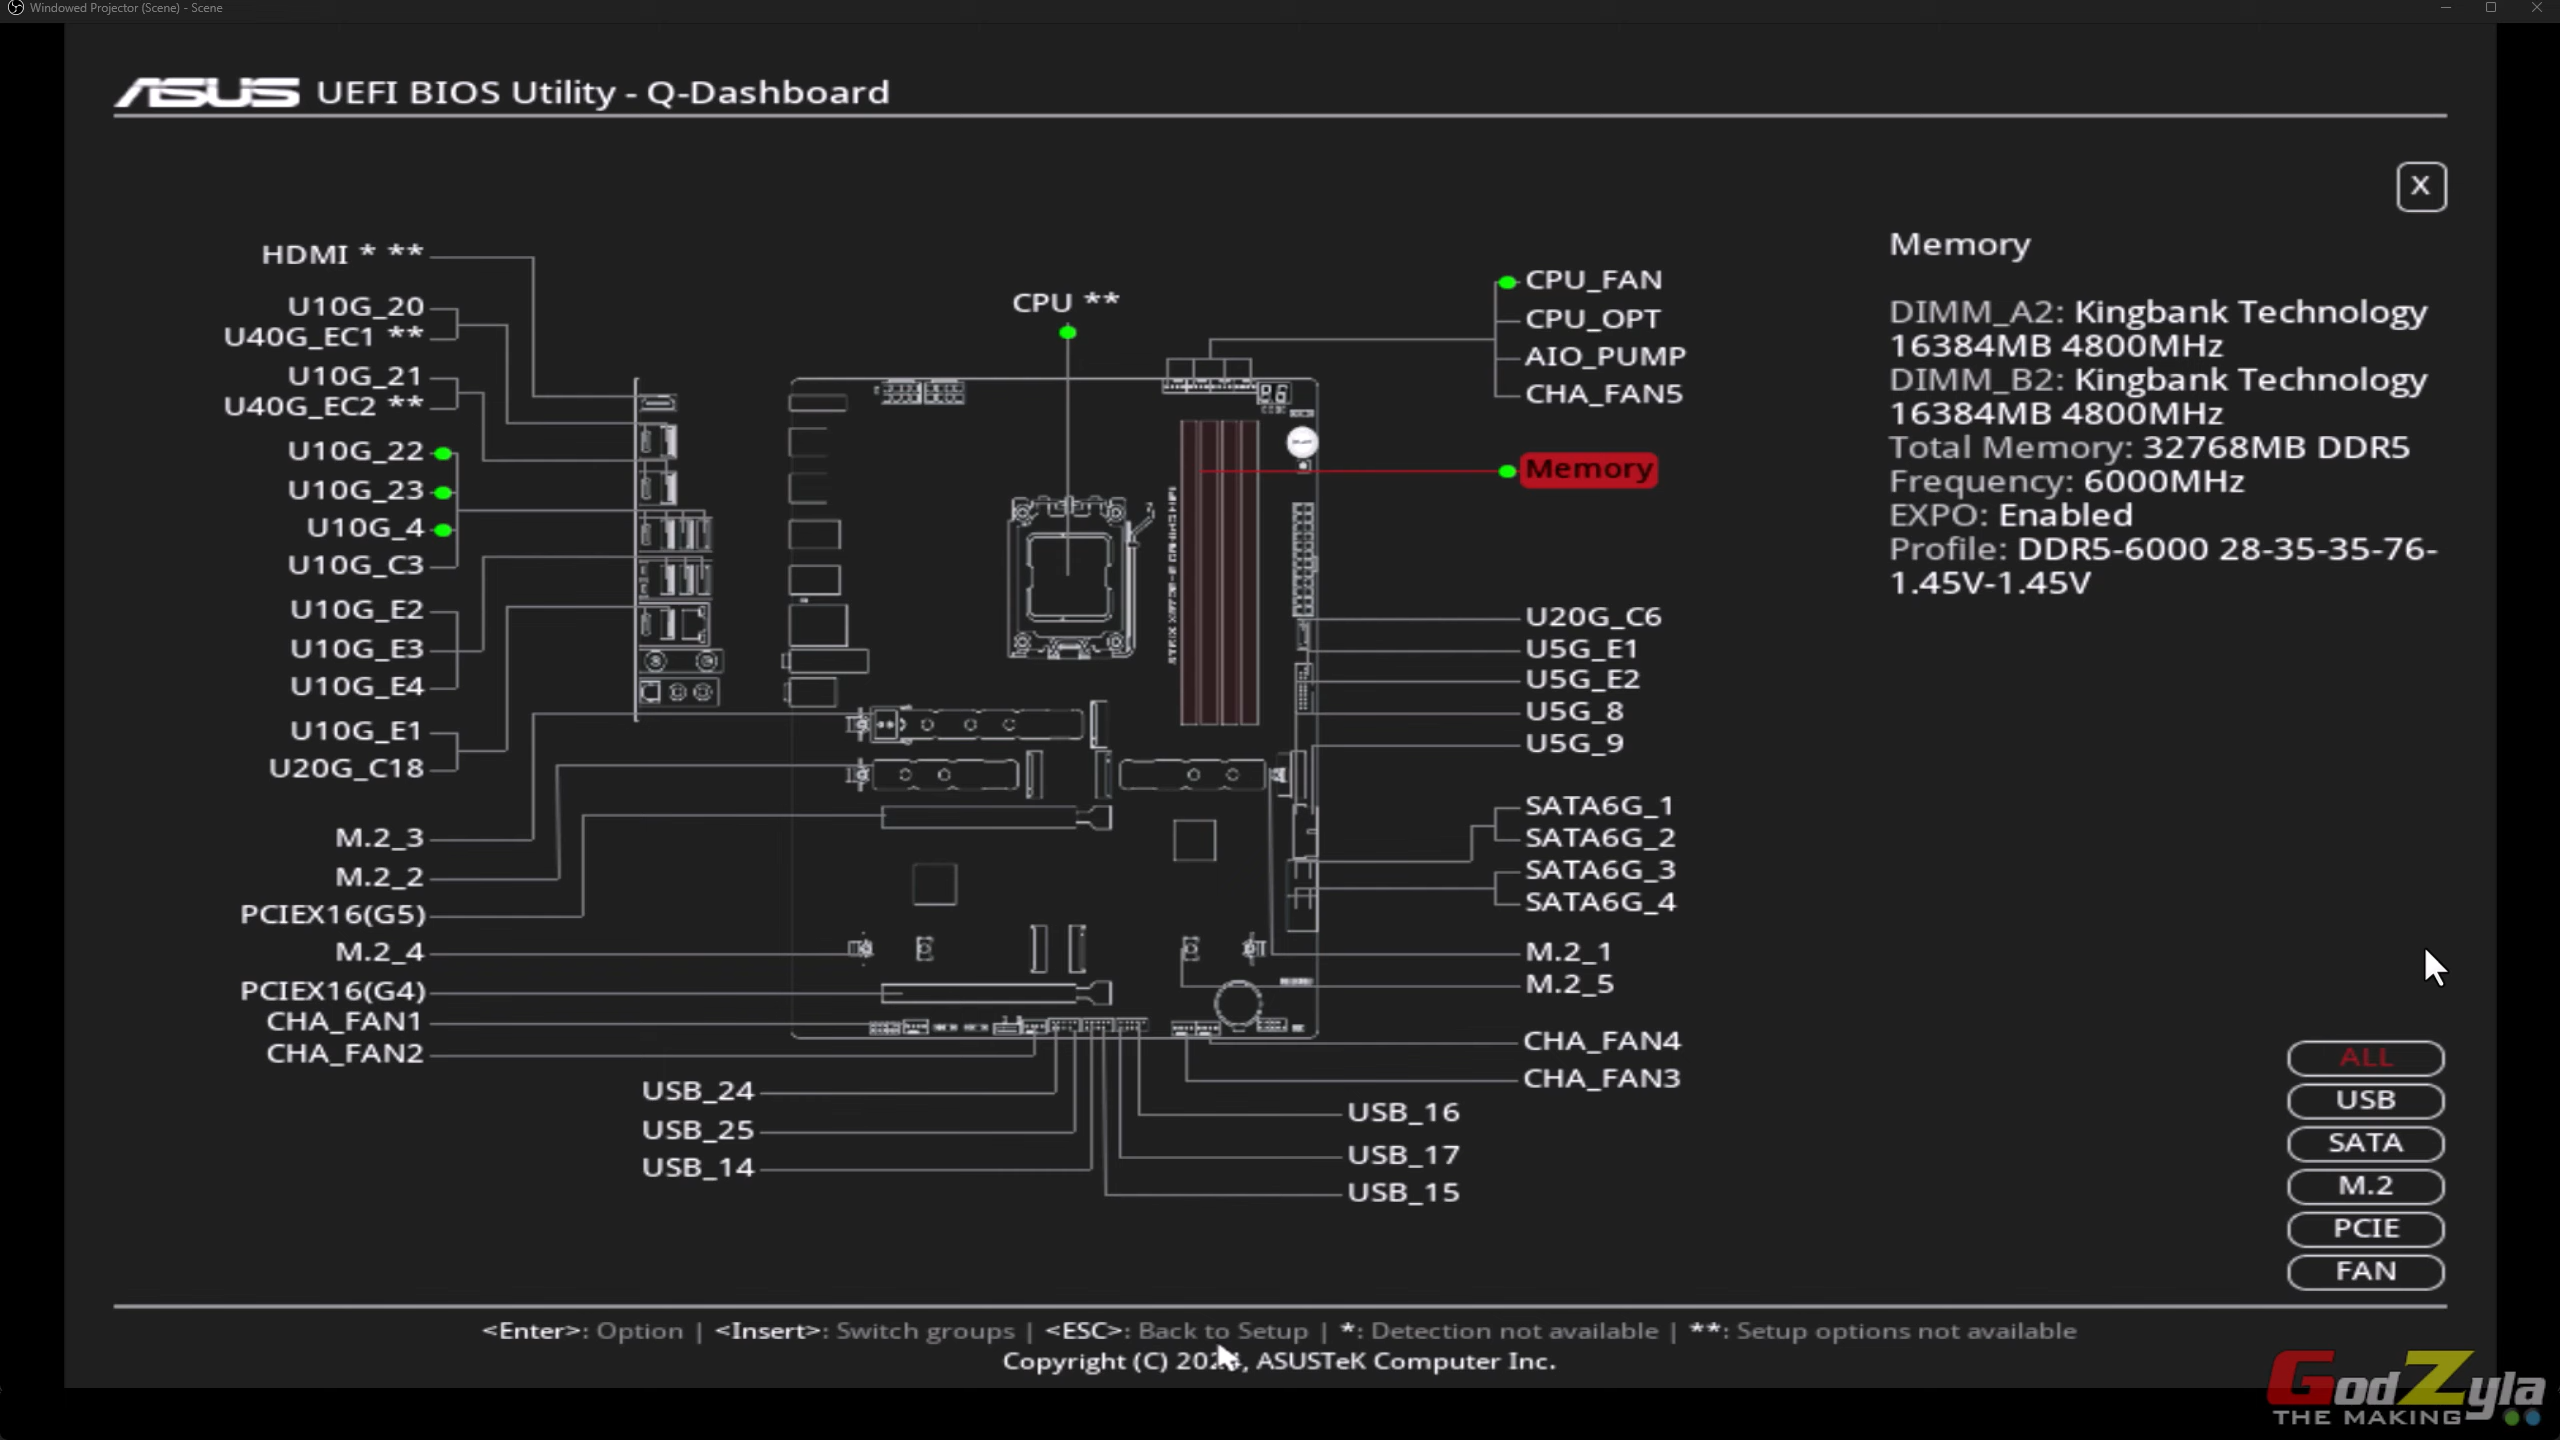 Windowed Projector (Scene) - Scene
ASUS UEFI BIOS Utility - Q-Dashboard
X
HDMI * **
U10G_20
U40G_EC1 **
U10G_21
U40G_EC2 **
U10G_22
U10G_23
U10G_4
U10G_C3
U10G_E2
U10G_E3
U10G_E4
U10G_E1
U20G_C18
M.2_3
M.2_2
PCIEX16(G5)
M.2_4
PCIEX16(G4)
CHA_FAN1
CHA_FAN2
USB_24
USB_25
USB_14
CPU **
CPU_FAN
CPU_OPT
AIO_PUMP
CHA_FAN5
Memory
U20G_C6
U5G_E1
U5G_E2
U5G_8
U5G_9
SATA6G_1
SATA6G_2
SATA6G_3
SATA6G_4
M.2_1
M.2_5
CHA_FAN4
CHA_FAN3
USB_16
USB_17
USB_15
Memory
DIMM_A2: Kingbank Technology
16384MB 4800MHz
DIMM_B2: Kingbank Technology
16384MB 4800MHz
Total Memory: 32768MB DDR5
Frequency: 6000MHz
EXPO: Enabled
Profile: DDR5-6000 28-35-35-76-
1.45V-1.45V
ALL
USB
SATA
M.2
PCIE
FAN
<Enter>: Option | <Insert>: Switch groups | <ESC>: Back to Setup | *: Detection not available | **: Setup options not available
Copyright (C) 2024, ASUSTeK Computer Inc.
GodZyla
THE MAKING